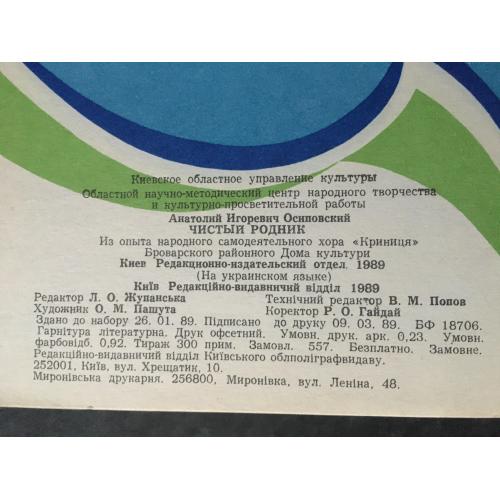 Киевское областное управление культуры
Областной научно-методический центр народного творчества
и культурно-просветительной работы
Анатолий Игоревич Осиповский
ЧИСТЫЙ РОДНИК
Из опыта народного самодеятельного хора «Криниця»
Броварского районного Дома культури
Киев Редакционно-издательский отдел. 1989
(На украинском языке)
Київ Редакційно-видавничий відділ 1989
Редактор Л. О. Жупанська Технічний редактор В. М. Попов
Художник О. М. Пашута Коректор Р. О. Гайдай
Здано до набору 26. 01. 89. Підписано до друку 09. 03. 89. БФ 18706.
Гарнітура літературна. Друк офсетний. Умовн. друк. арк. 0,23. Умовн.
фарбовідб. 0,92. Тираж 300 прим. Замовл. 557. Безплатно. Замовне.
Редакційно-видавничий відділ Київського облполіграфвидаву.
252001, Київ, вул. Хрещатик, 10.
Миронівська друкарня. 256800, Миронівка, вул. Леніна, 48.